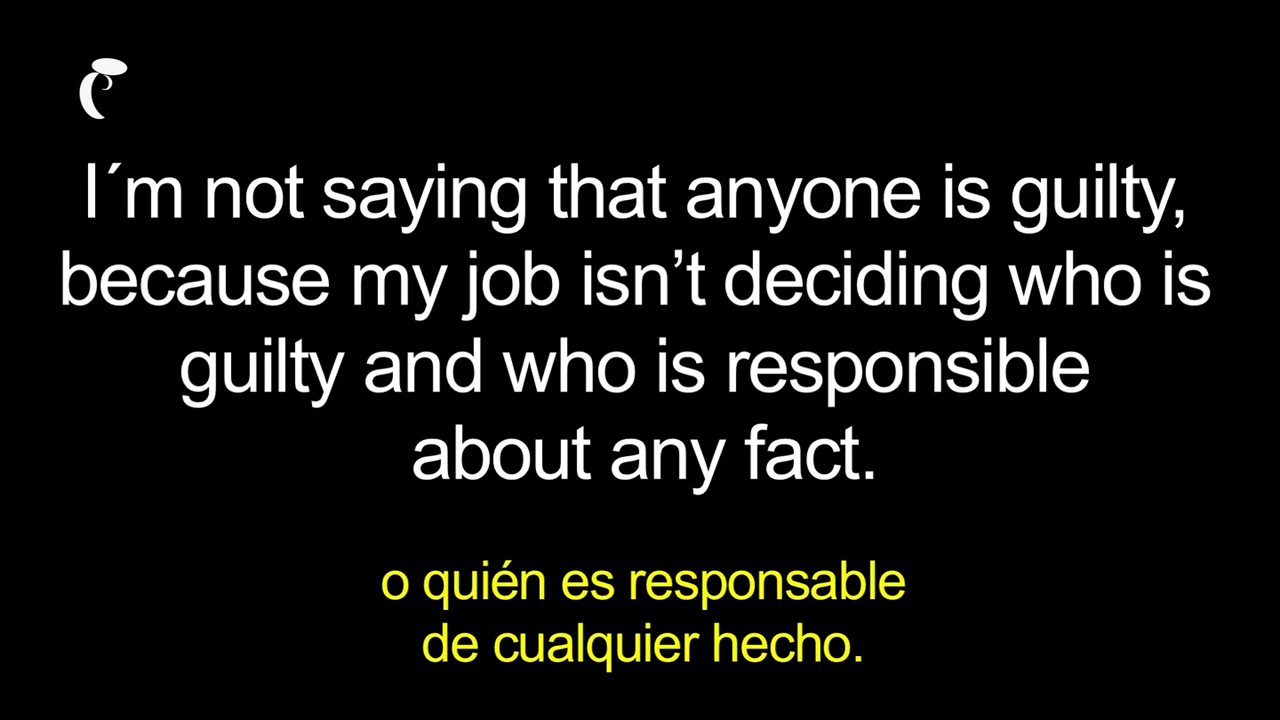 I´m not saying that anyone is guilty,
because my job isn’t deciding who is
guilty and who is responsible
about any fact.
o quién es responsable
de cualquier hecho.